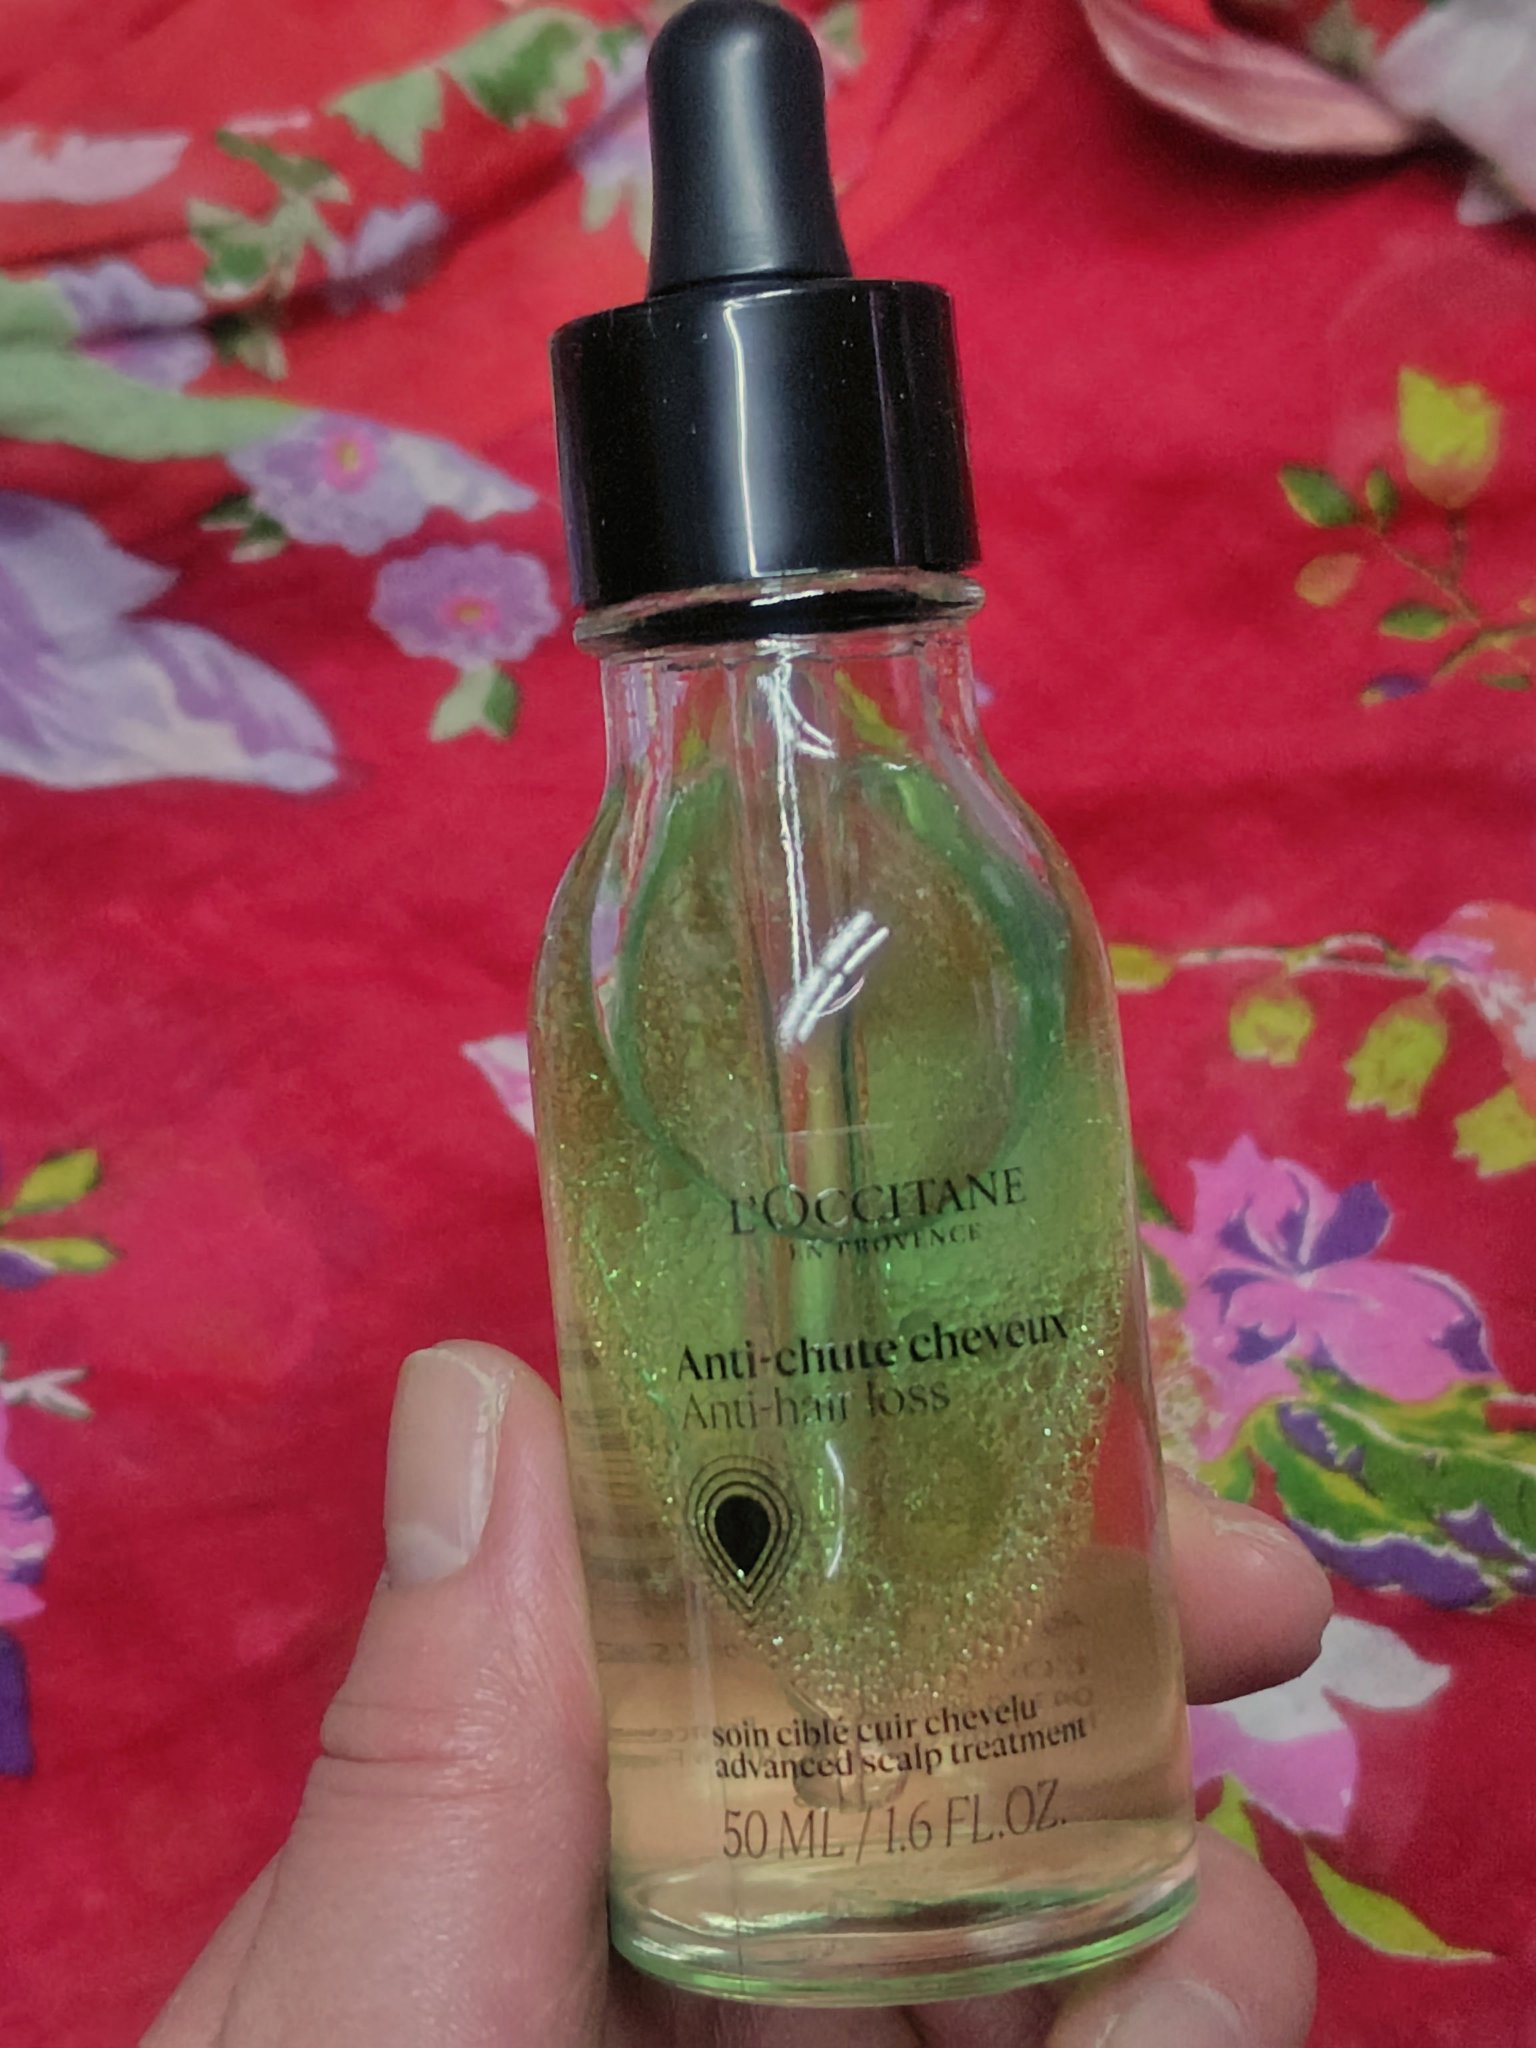 L'OCCITANE
EN PROVENCE
Anti-chute cheveux
Anti-hair loss
soin ciblé cuir chevelu
advanced scalp treatment
50 ML / 1.6 FL.OZ.